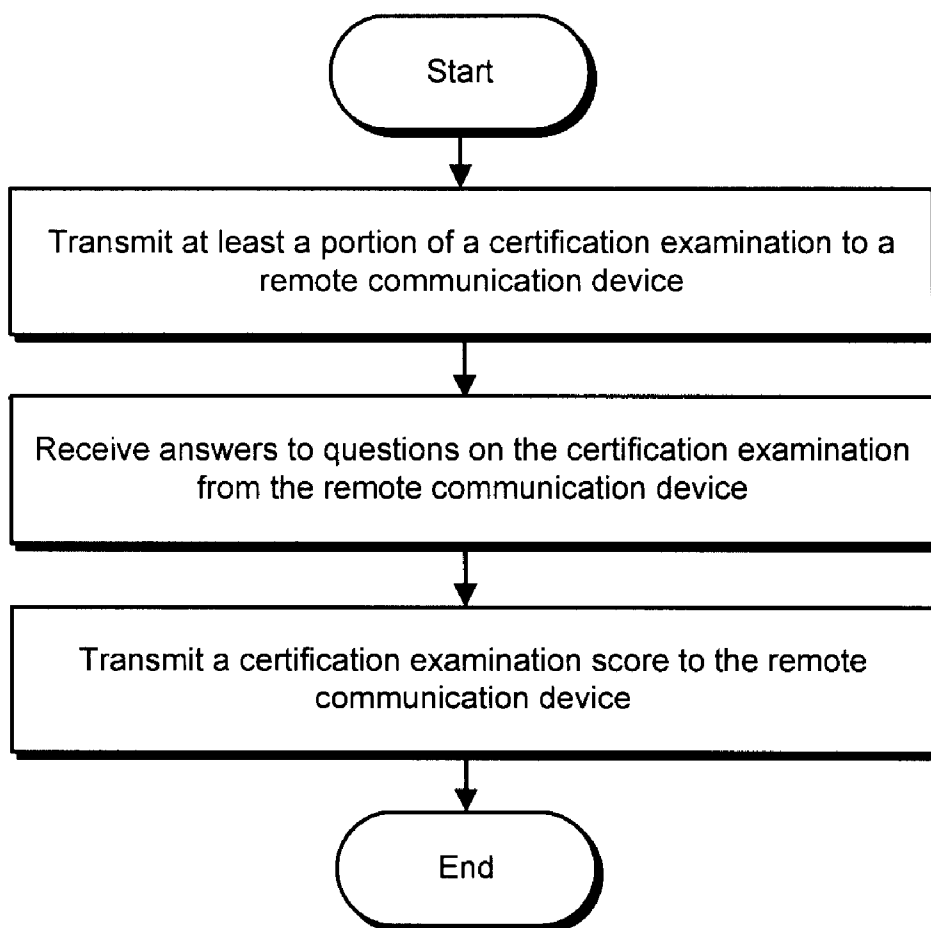 Start
Transmit at least a portion of a certification examination to a
remote communication device
Receive answers to questions on the certification examination
from the remote communication device
Transmit a certification examination score to the remote
communication device
End